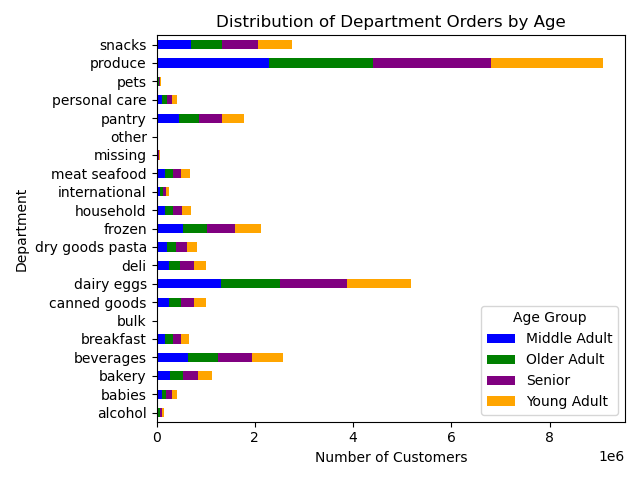 Distribution of Department Orders by Age
Department
snacks
produce
pets
personal care
pantry
other
missing
meat seafood
international
household
frozen
dry goods pasta
deli
dairy eggs
canned goods
bulk
breakfast
beverages
bakery
babies
alcohol
Age Group
Middle Adult
Older Adult
Senior
Young Adult
0 2 4 6 8
1e6
Number of Customers